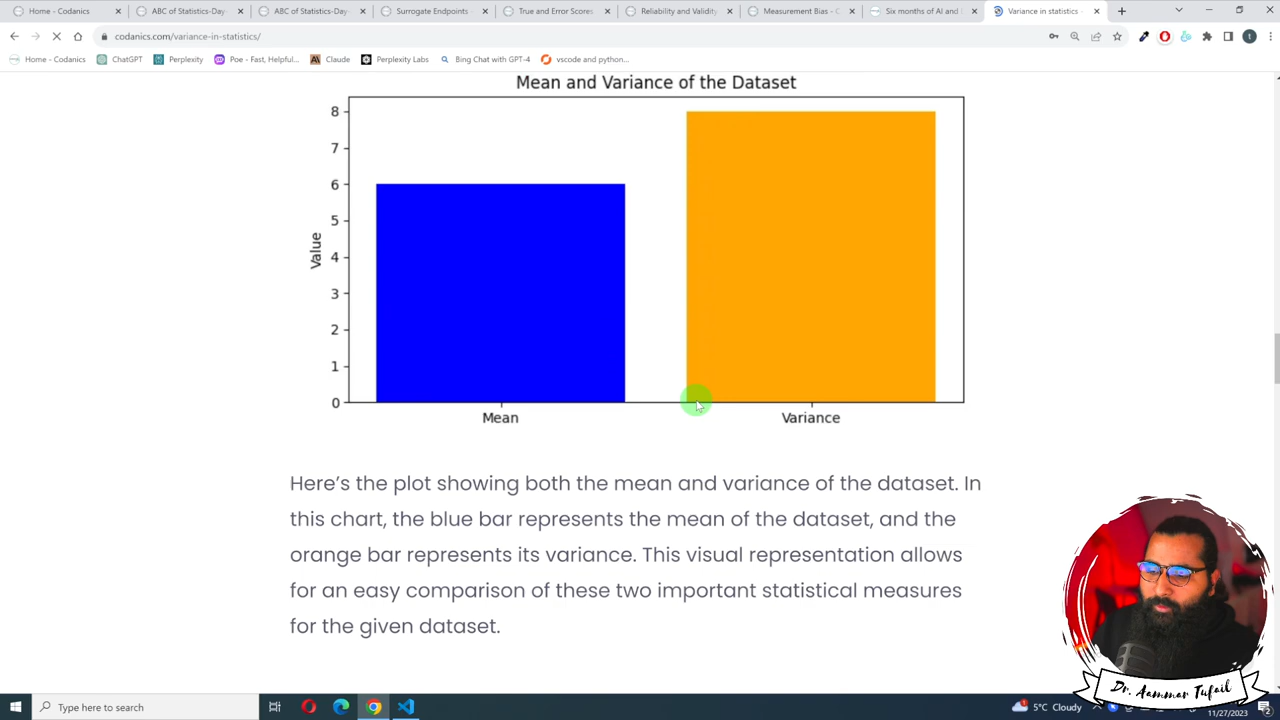 Home - Codanics
ABC of Statistics-Day
ABC of Statistics-Day
Surrogate Endpoints -
True and Error Scores
Reliability and Validity
Measurement Bias - C
Six months of AI and
Variance in statistics -
codanics.com/variance-in-statistics/
Home - Codanics
ChatGPT
Perplexity
Poe - Fast, Helpful...
Claude
Perplexity Labs
Bing Chat with GPT-4
vscode and python...
Mean and Variance of the Dataset
8
7
6
5
4
3
2
1
0
Value
Mean
Variance
Here's the plot showing both the mean and variance of the dataset. In
this chart, the blue bar represents the mean of the dataset, and the
orange bar represents its variance. This visual representation allows
for an easy comparison of these two important statistical measures
for the given dataset.
Dr. Aammar Tufail
Type here to search
5°C Cloudy
11/27/2023